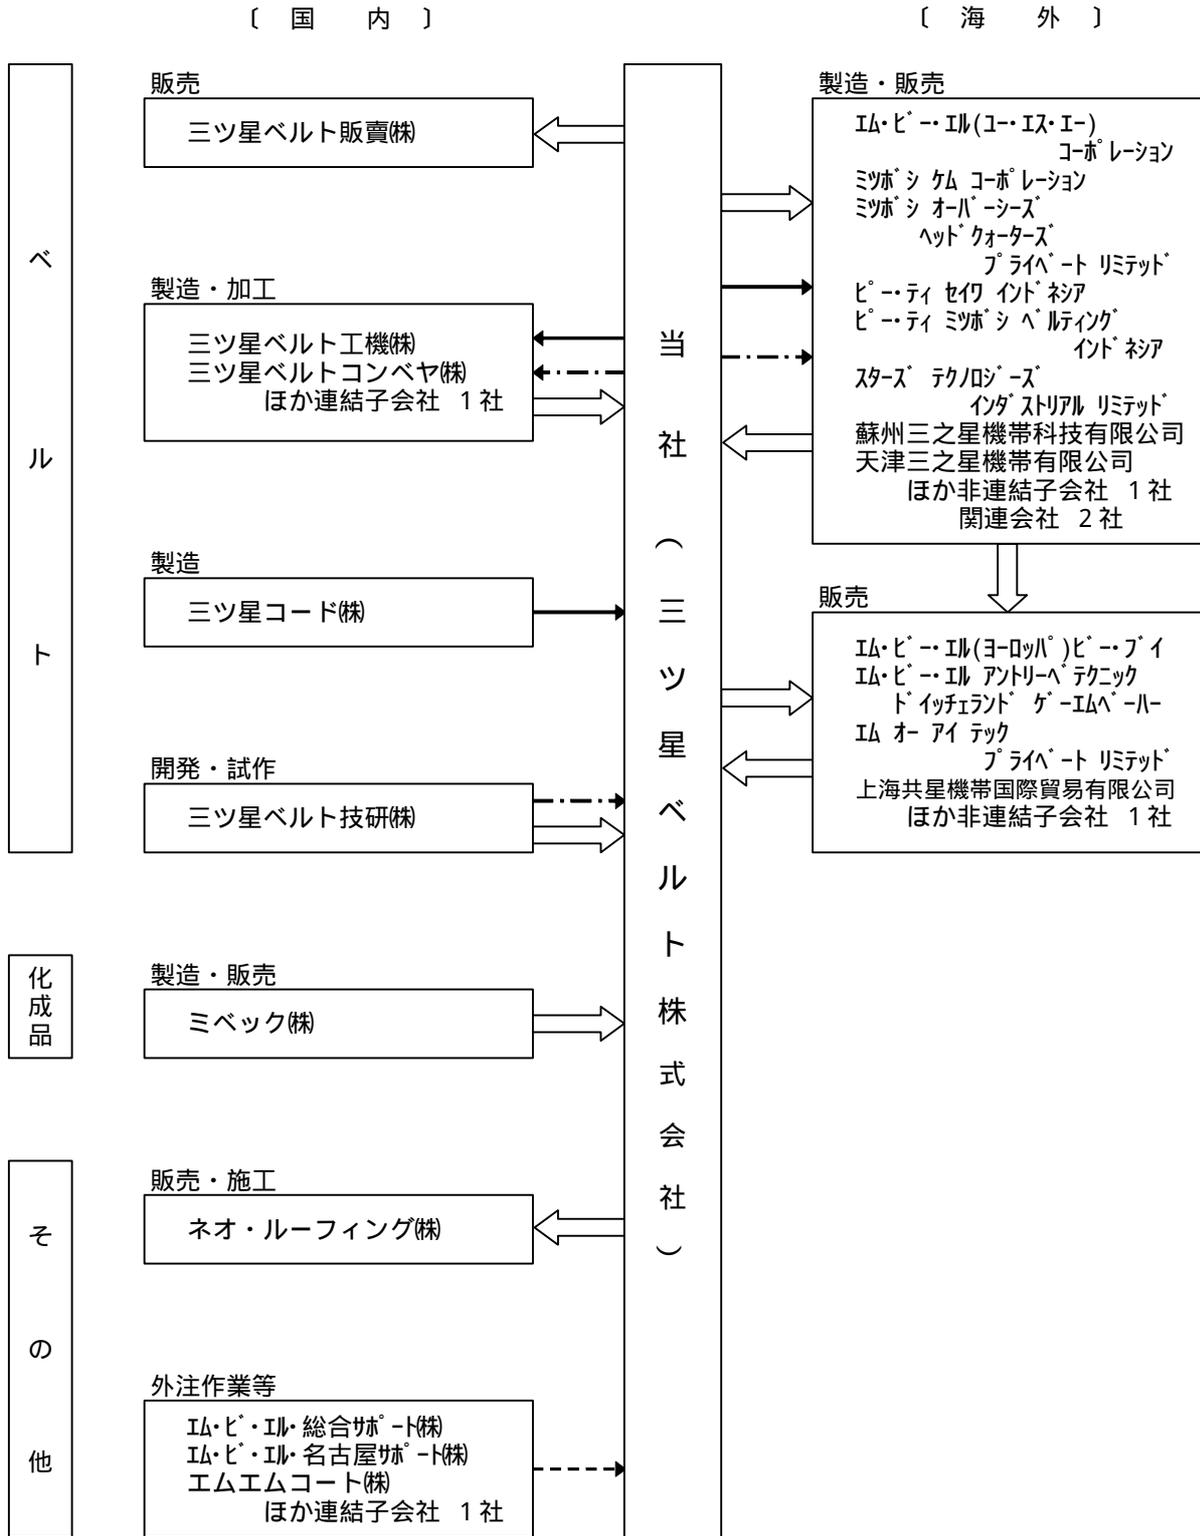 〔 国 内 〕
〔 海 外 〕
ベルト
販売
三ツ星ベルト販賣㈱
製造・加工
三ツ星ベルト工機㈱
三ツ星ベルトコンベヤ㈱
ほか連結子会社 1社
製造
三ツ星コード㈱
開発・試作
三ツ星ベルト技研㈱
化成品
製造・販売
ミベック㈱
その他
販売・施工
ネオ・ルーフィング㈱
外注作業等
エム・ビ・エル・総合サポート㈱
エム・ビ・エル・名古屋サポート㈱
エムエムコート㈱
ほか連結子会社 1社
当社(三ツ星ベルト株式会社)
製造・販売
エム・ビー・エル(ユー・エス・エー)
コーポレーション
ミツボシ ケム コーポレーション
ミツボシ オーバーシーズ
ヘッドクォーターズ
プライベート リミテッド
ピー・ティ セイワ インドネシア
ピー・ティ ミツボシ ベルティング
インドネシア
スターズ テクノロジーズ
インダストリアル リミテッド
蘇州三之星機帯科技有限公司
天津三之星機帯有限公司
ほか非連結子会社 1社
関連会社 2社
販売
エム・ビー・エル(ヨーロッパ)ビー・ブイ
エム・ビー・エル アントリーベテクニック
ドイッチェランド ゲーエムベーハー
エム オー アイ テック
プライベート リミテッド
上海共星機帯国際貿易有限公司
ほか非連結子会社 1社